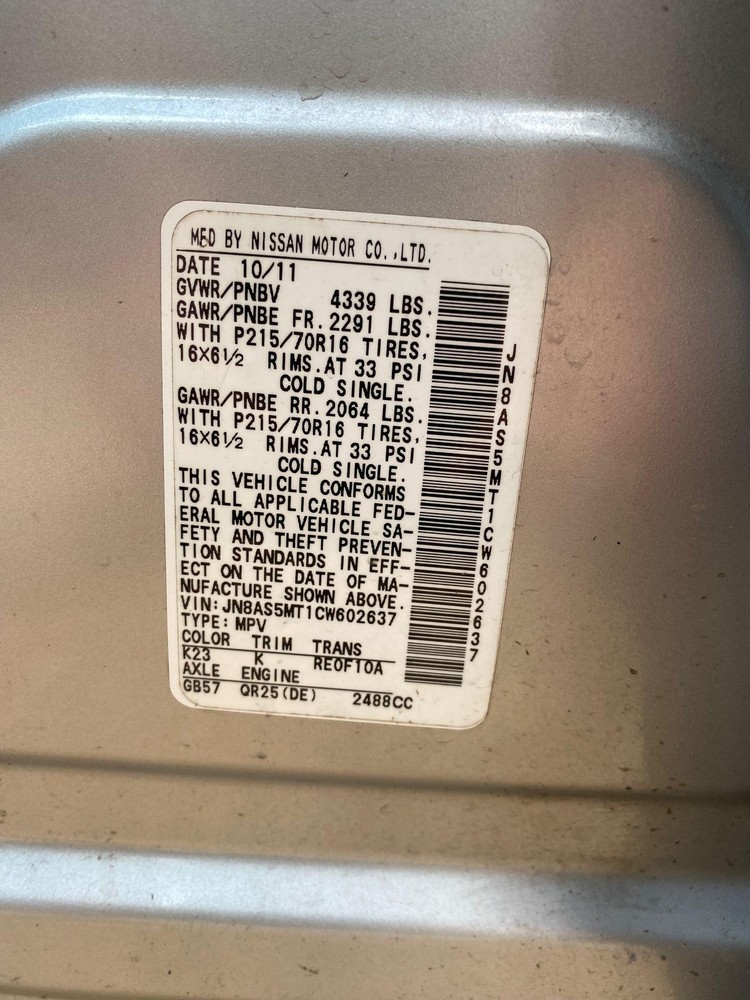 MFD BY NISSAN MOTOR CO.,LTD.
DATE 10/11
GVWR/PNBV 4339 LBS.
GAWR/PNBE FR.2291 LBS.
WITH P215/70R16 TIRES,
16×6½ RIMS.AT 33 PSI
COLD SINGLE.
GAWR/PNBE RR.2064 LBS.
WITH P215/70R16 TIRES,
16×6½ RIMS.AT 33 PSI
COLD SINGLE.
THIS VEHICLE CONFORMS
TO ALL APPLICABLE FED-
ERAL MOTOR VEHICLE SA-
FETY AND THEFT PREVEN-
TION STANDARDS IN EFF-
ECT ON THE DATE OF MA-
NUFACTURE SHOWN ABOVE.
VIN:JN8AS5MT1CW602637
TYPE:MPV
COLOR TRIM TRANS
K23 K RE0F10A
AXLE ENGINE
GB57 QR25(DE) 2488CC
JN8AS5MT1CW602637